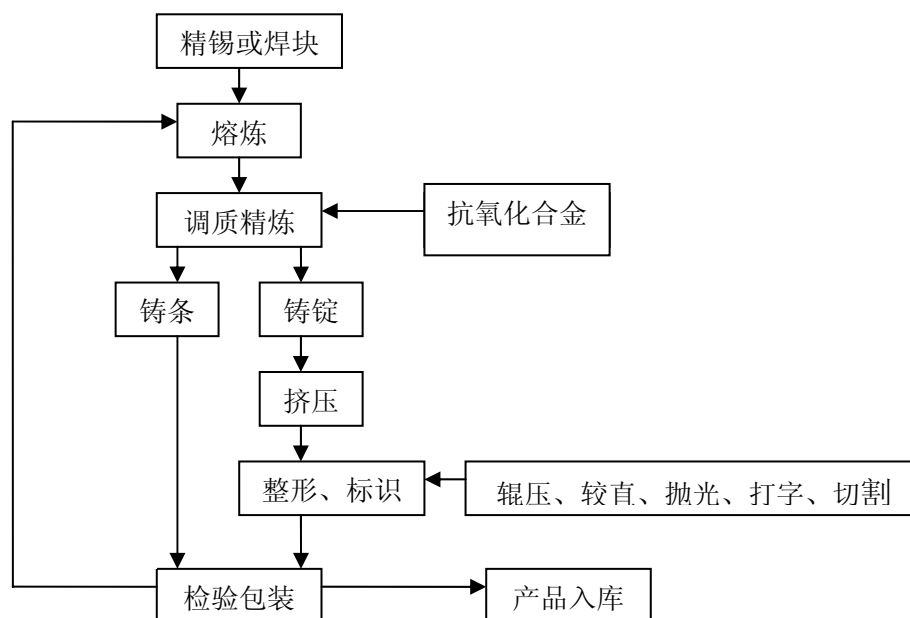 精锡或焊块
熔炼
调质精炼
抗氧化合金
铸条
铸锭
挤压
整形、标识
辊压、较直、抛光、打字、切割
检验包装
产品入库